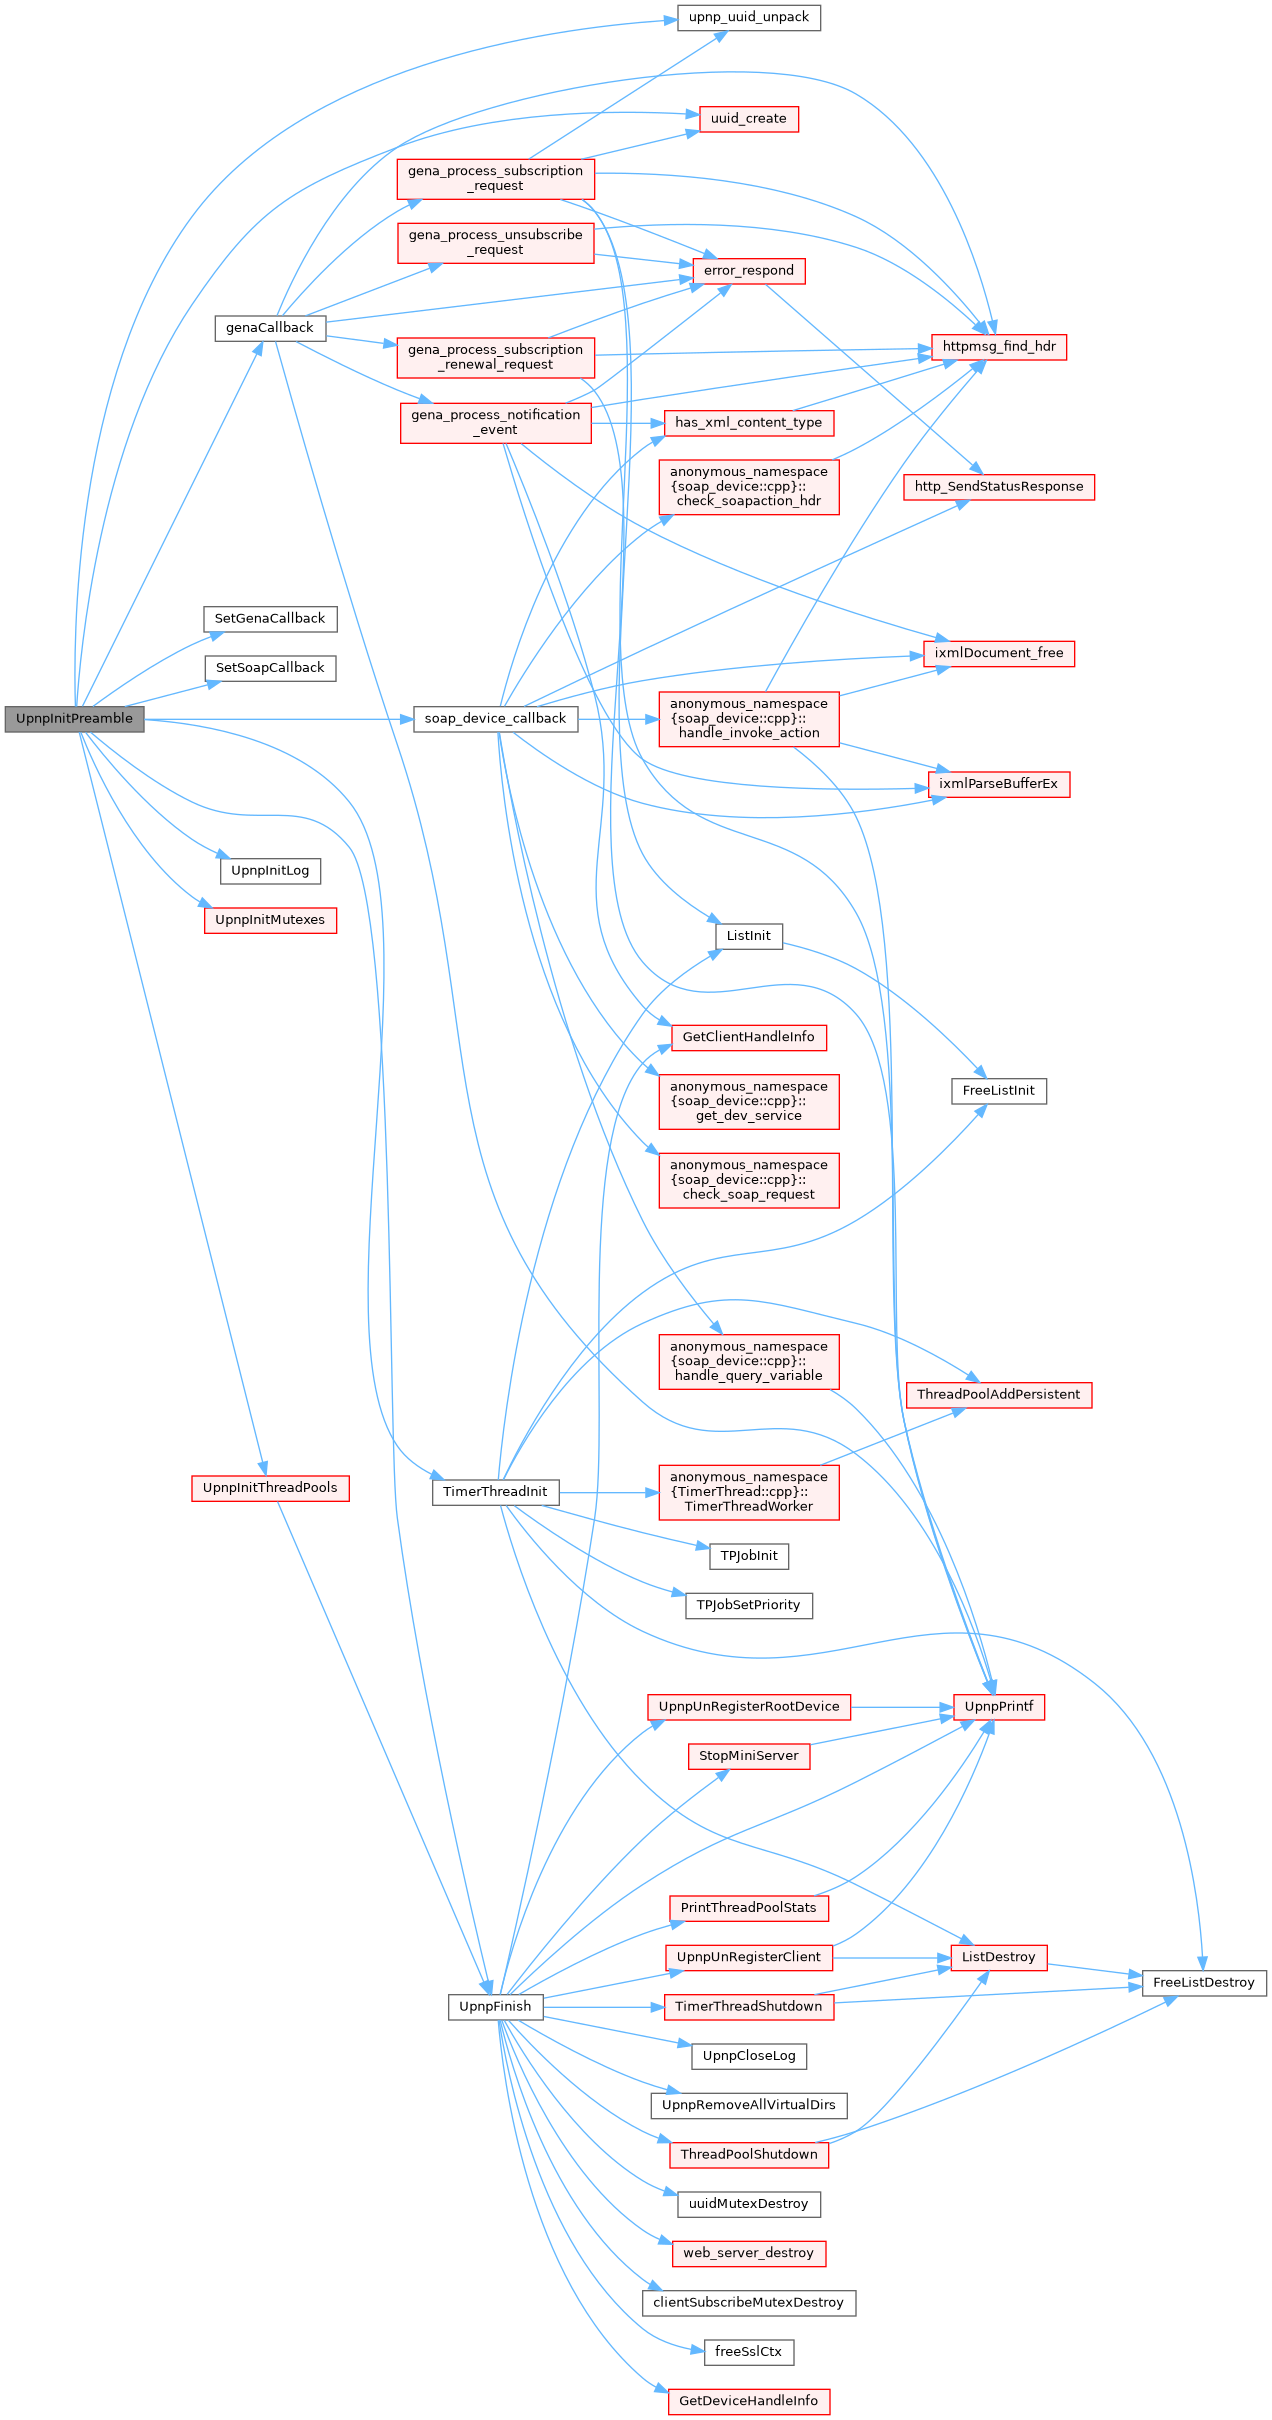 upnp_uuid_unpack
uuid_create
gena_process_subscription
_request
gena_process_unsubscribe
_request
error_respond
genaCallback
httpmsg_find_hdr
gena_process_subscription
_renewal_request
gena_process_notification
_event
has_xml_content_type
anonymous_namespace
{soap_device::cpp}::
check_soapaction_hdr
http_SendStatusResponse
SetGenaCallback
SetSoapCallback
ixmlDocument_free
UpnpInitPreamble
soap_device_callback
anonymous_namespace
{soap_device::cpp}::
handle_invoke_action
ixmlParseBufferEx
UpnpInitLog
UpnpInitMutexes
ListInit
GetClientHandleInfo
FreeListInit
anonymous_namespace
{soap_device::cpp}::
get_dev_service
anonymous_namespace
{soap_device::cpp}::
check_soap_request
anonymous_namespace
{soap_device::cpp}::
handle_query_variable
ThreadPoolAddPersistent
UpnpInitThreadPools
TimerThreadInit
anonymous_namespace
{TimerThread::cpp}::
TimerThreadWorker
TPJobInit
TPJobSetPriority
UpnpUnRegisterRootDevice
UpnpPrintf
StopMiniServer
PrintThreadPoolStats
UpnpUnRegisterClient
ListDestroy
FreeListDestroy
UpnpFinish
TimerThreadShutdown
UpnpCloseLog
UpnpRemoveAllVirtualDirs
ThreadPoolShutdown
uuidMutexDestroy
web_server_destroy
clientSubscribeMutexDestroy
freeSslCtx
GetDeviceHandleInfo